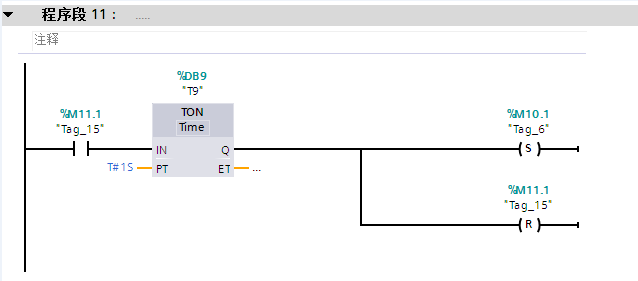 程序段 11： .....
注释
%DB9
"T9"
%M11.1
"Tag_15"
TON
Time
%M10.1
"Tag_6"
IN
Q
S
T#1S
PT
ET
...
%M11.1
"Tag_15"
R